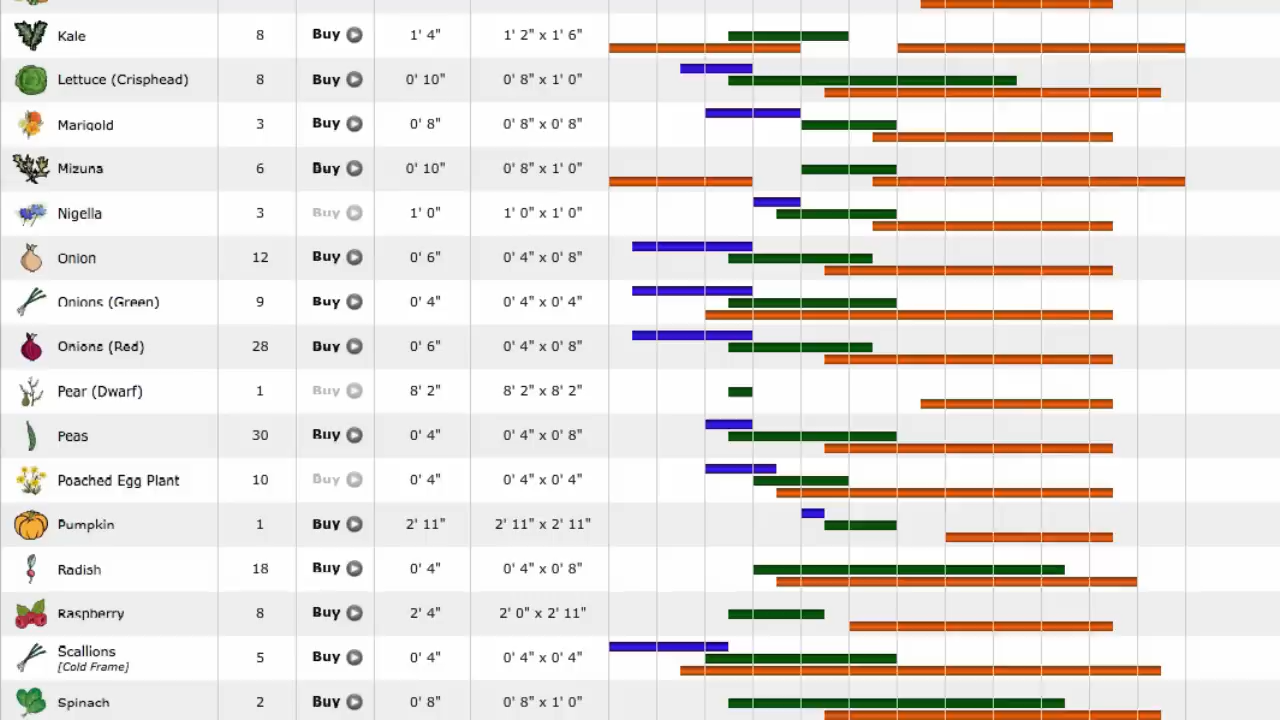 Kale 8 Buy 1' 4" 1' 2" x 1' 6"
Lettuce (Crisphead) 8 Buy 0' 10" 0' 8" x 1' 0"
Marigold 3 Buy 0' 8" 0' 8" x 0' 8"
Mizuna 6 Buy 0' 10" 0' 8" x 1' 0"
Nigella 3 Buy 1' 0" 1' 0" x 1' 0"
Onion 12 Buy 0' 6" 0' 4" x 0' 8"
Onions (Green) 9 Buy 0' 4" 0' 4" x 0' 4"
Onions (Red) 28 Buy 0' 6" 0' 4" x 0' 8"
Pear (Dwarf) 1 Buy 8' 2" 8' 2" x 8' 2"
Peas 30 Buy 0' 4" 0' 4" x 0' 8"
Poached Egg Plant 10 Buy 0' 4" 0' 4" x 0' 4"
Pumpkin 1 Buy 2' 11" 2' 11" x 2' 11"
Radish 18 Buy 0' 4" 0' 4" x 0' 8"
Raspberry 8 Buy 2' 4" 2' 0" x 2' 11"
Scallions 5 Buy 0' 4" 0' 4" x 0' 4"
[Cold Frame]
Spinach 2 Buy 0' 8" 0' 8" x 1' 0"